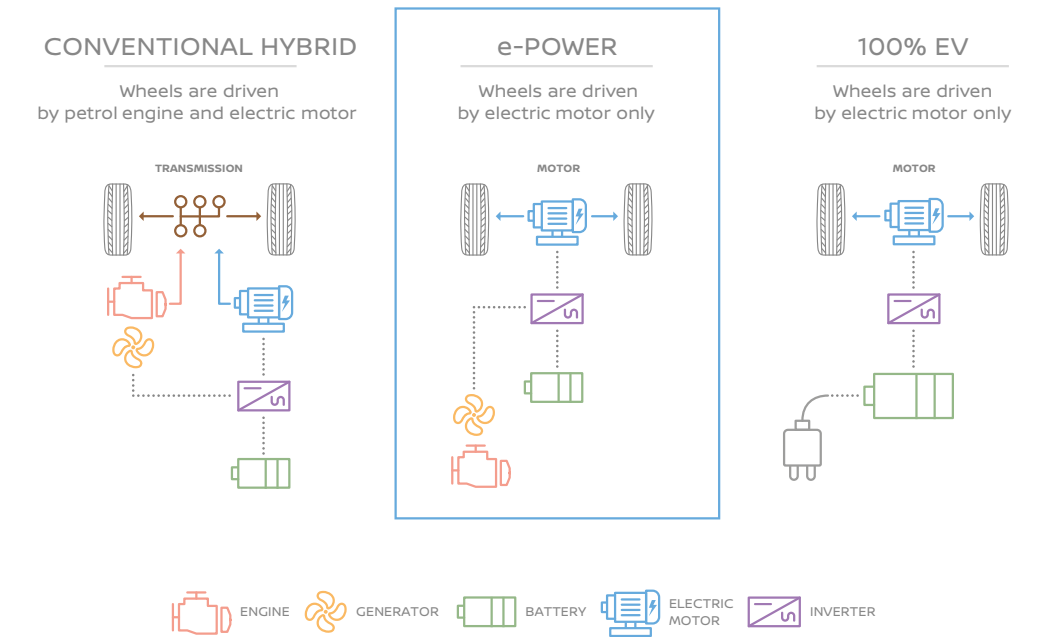 CONVENTIONAL HYBRID
Wheels are driven
by petrol engine and electric motor
TRANSMISSION
e-POWER
Wheels are driven
by electric motor only
MOTOR
100% EV
Wheels are driven
by electric motor only
MOTOR
ENGINE
GENERATOR
BATTERY
ELECTRIC
MOTOR
INVERTER